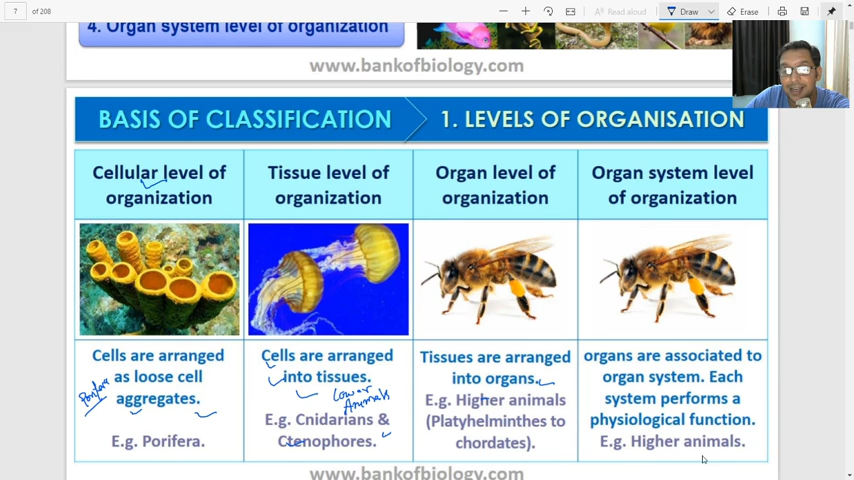 7
of 208
Read aloud
Draw
Erase
4. Organ system level of organization
www.bankofbiology.com
BASIS OF CLASSIFICATION
1. LEVELS OF ORGANISATION
Cellular level of
organization
Tissue level of
organization
Organ level of
organization
Organ system level
of organization
Cells are arranged
as loose cell
aggregates.
E.g. Porifera.
Porifera
Cells are arranged
into tissues.
Lower
Animals
E.g. Cnidarians &
Ctenophores.
Tissues are arranged
into organs.
E.g. Higher animals
(Platyhelminthes to
chordates).
organs are associated to
organ system. Each
system performs a
physiological function.
E.g. Higher animals.
www.bankofbiology.com